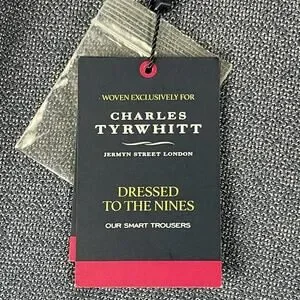 WOVEN EXCLUSIVELY FOR
CHARLES
TYRWHITT
JERMYN STREET LONDON
DRESSED
TO THE NINES
OUR SMART TROUSERS